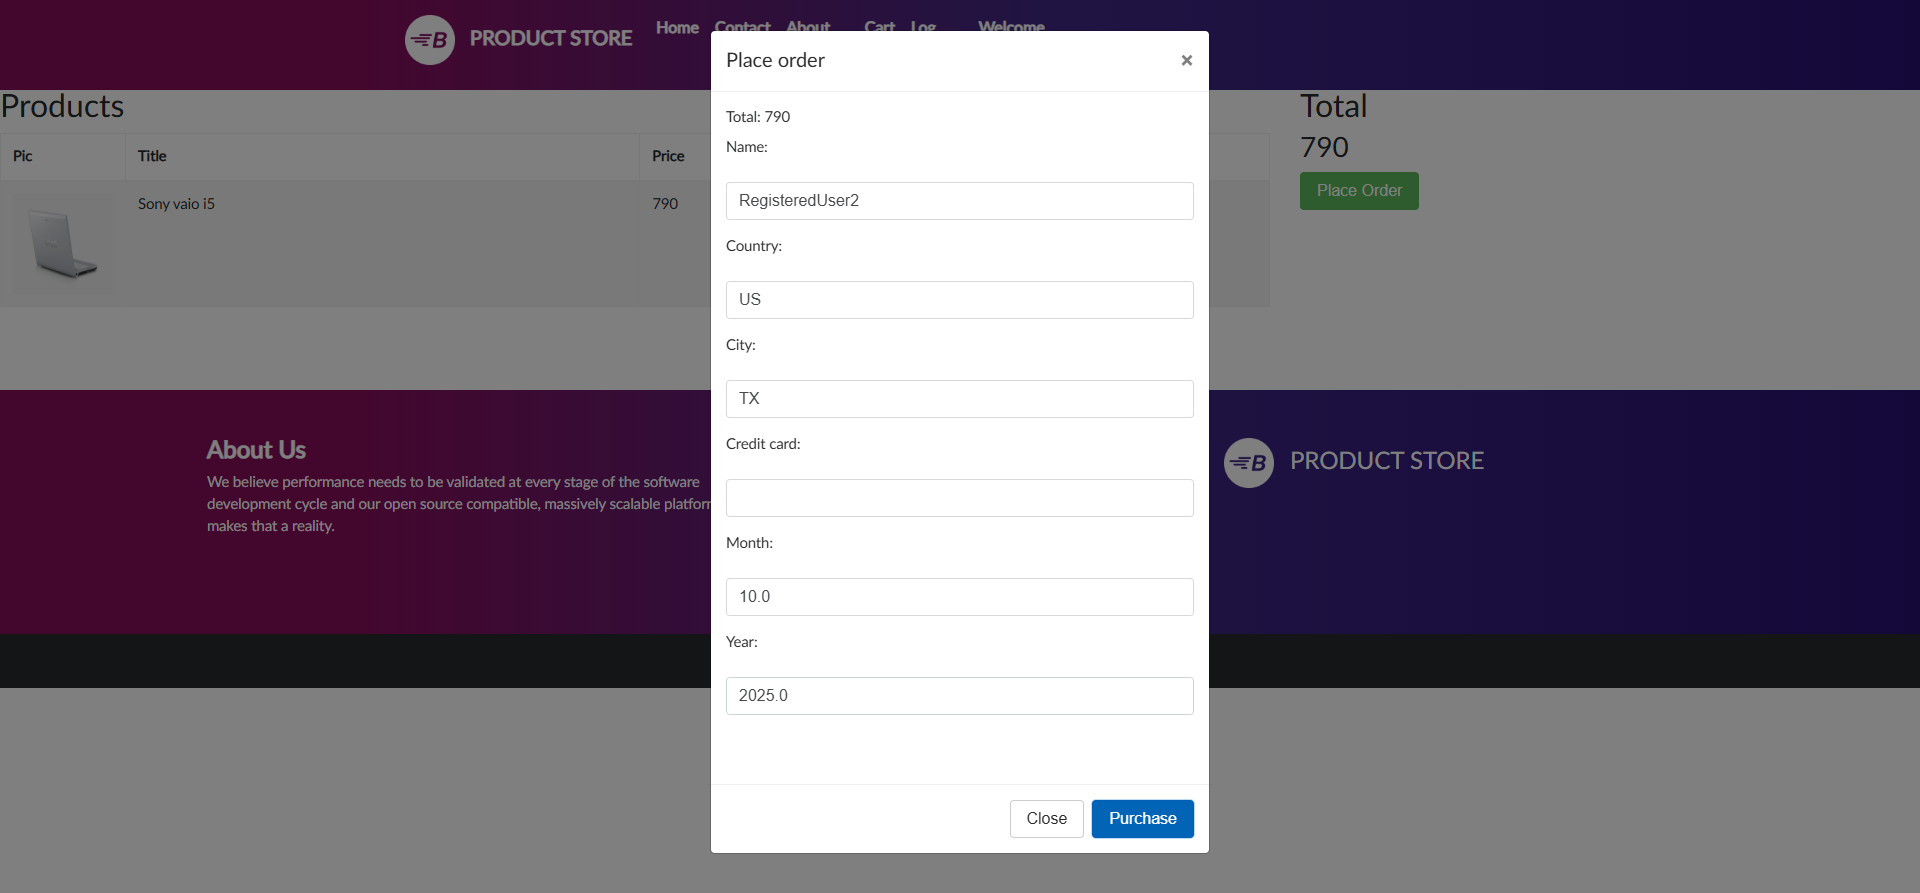 B PRODUCT STORE Home Contact About Cart Log Welcome
Place order ×
Products
Total
Total: 790
790
Name:
Pic Title Price
RegisteredUser2
Place Order
Sony vaio i5 790
Country:
US
City:
TX
Credit card:
About Us
B PRODUCT STORE
We believe performance needs to be validated at every stage of the software
development cycle and our open source compatible, massively scalable platform
makes that a reality.
Month:
10.0
Year:
2025.0
Close Purchase